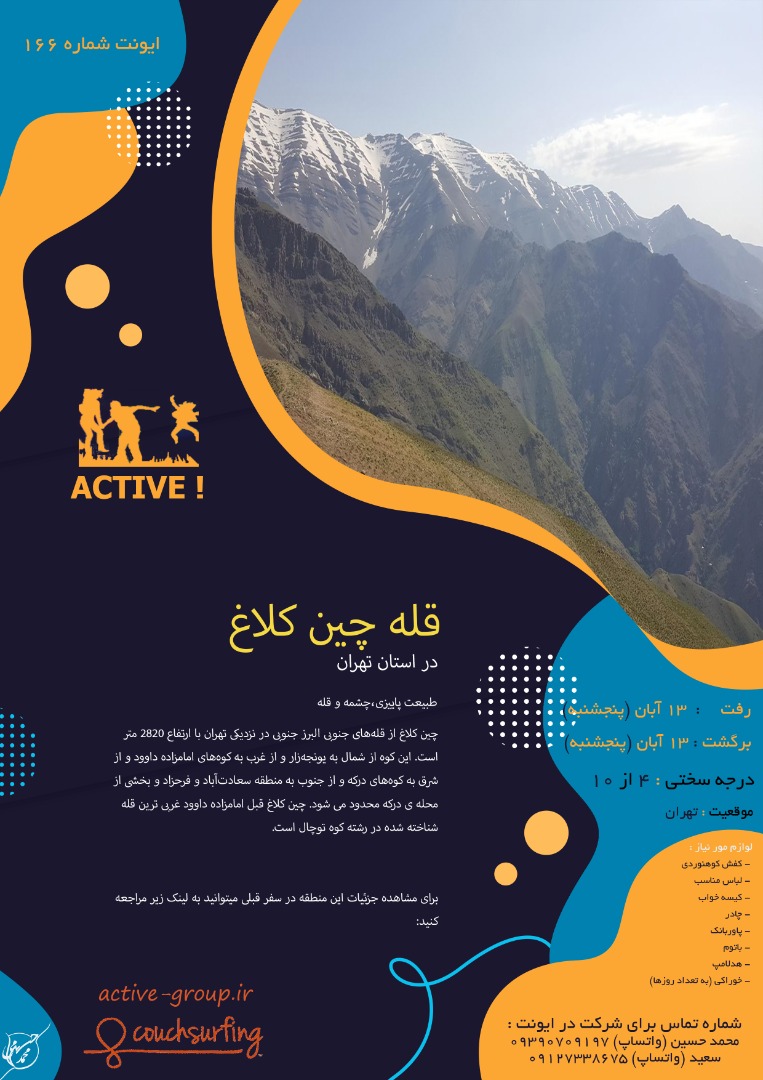 ایونت شماره ۱۶۶
ACTIVE !
قله چین کلاغ
در استان تهران
طبیعت پاییزی،چشمه و قله
چین کلاغ از قله‌های جنوبی البرز جنوبی در نزدیکی تهران با ارتفاع 2820 متر
است. این کوه از شمال به یونجه‌زار و از غرب به کوه‌های امامزاده داوود و از
شرق به کوه‌های درکه و از جنوب به منطقه سعادت‌آباد و فرحزاد و بخشی از
محله ی درکه محدود می شود. چین کلاغ قبل امامزاده داوود غربی ترین قله
شناخته شده در رشته کوه توچال است.
برای مشاهده جزئیات این منطقه در سفر قبلی میتوانید به لینک زیر مراجعه
کنید:
active-group.ir
couchsurfing
رفت : ۱۳ آبان (پنجشنبه)
برگشت : ۱۳ آبان (پنجشنبه)
درجه سختی : ۴ از ۱۰
موقعیت : تهران
لوازم مور نیاز :
- کفش کوهنوردی
- لباس مناسب
- کیسه خواب
- چادر
- پاوربانک
- باتوم
- هدلامپ
- خوراکی (به تعداد روزها)
شماره تماس برای شرکت در ایونت :
محمد حسین (واتساپ) ۰۹۳۹۰۷۰۹۱۹۷
سعید (واتساپ) ۰۹۱۲۷۳۳۸۶۷۵